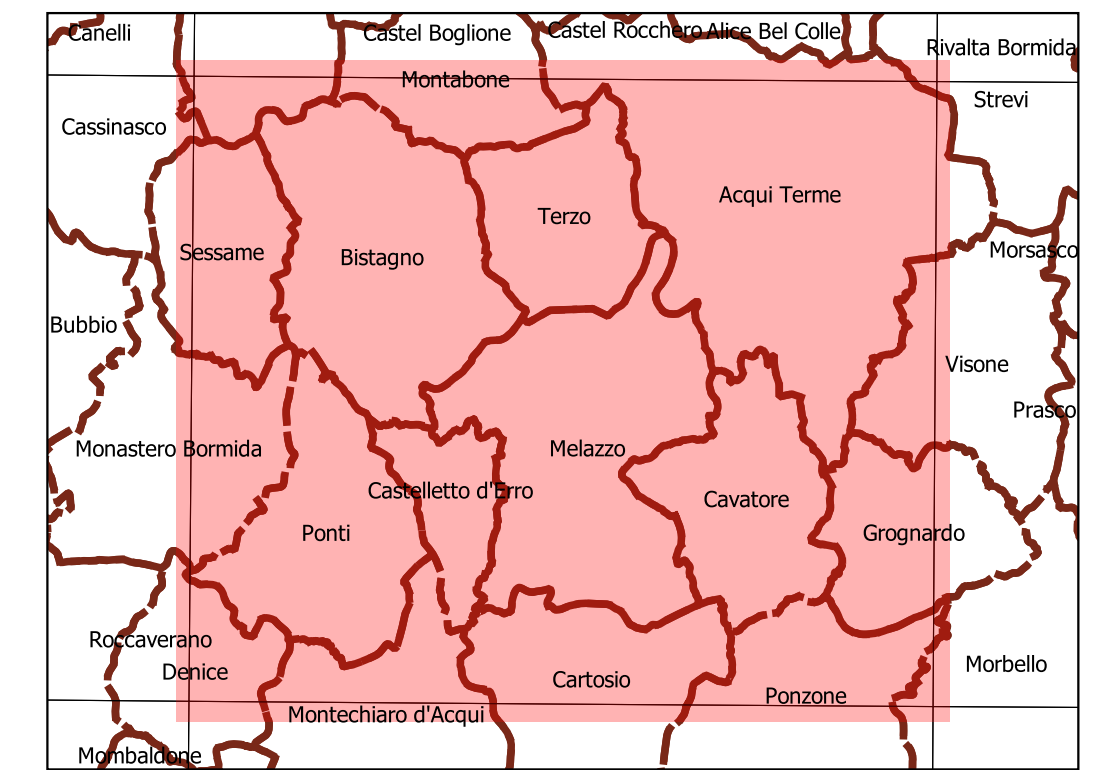 Canelli
Castel Boglione
Castel Rocchero
Alice Bel Colle
Rivalta Bormida
Montabone
Strevi
Cassinasco
Acqui Terme
Terzo
Sessame
Bistagno
Morsasco
Bubbio
Visone
Prasco
Monastero Bormida
Melazzo
Castelletto d'Erro
Cavatore
Ponti
Grognardo
Roccaverano
Denice
Morbello
Cartosio
Ponzone
Montechiaro d'Acqui
Mombaldone